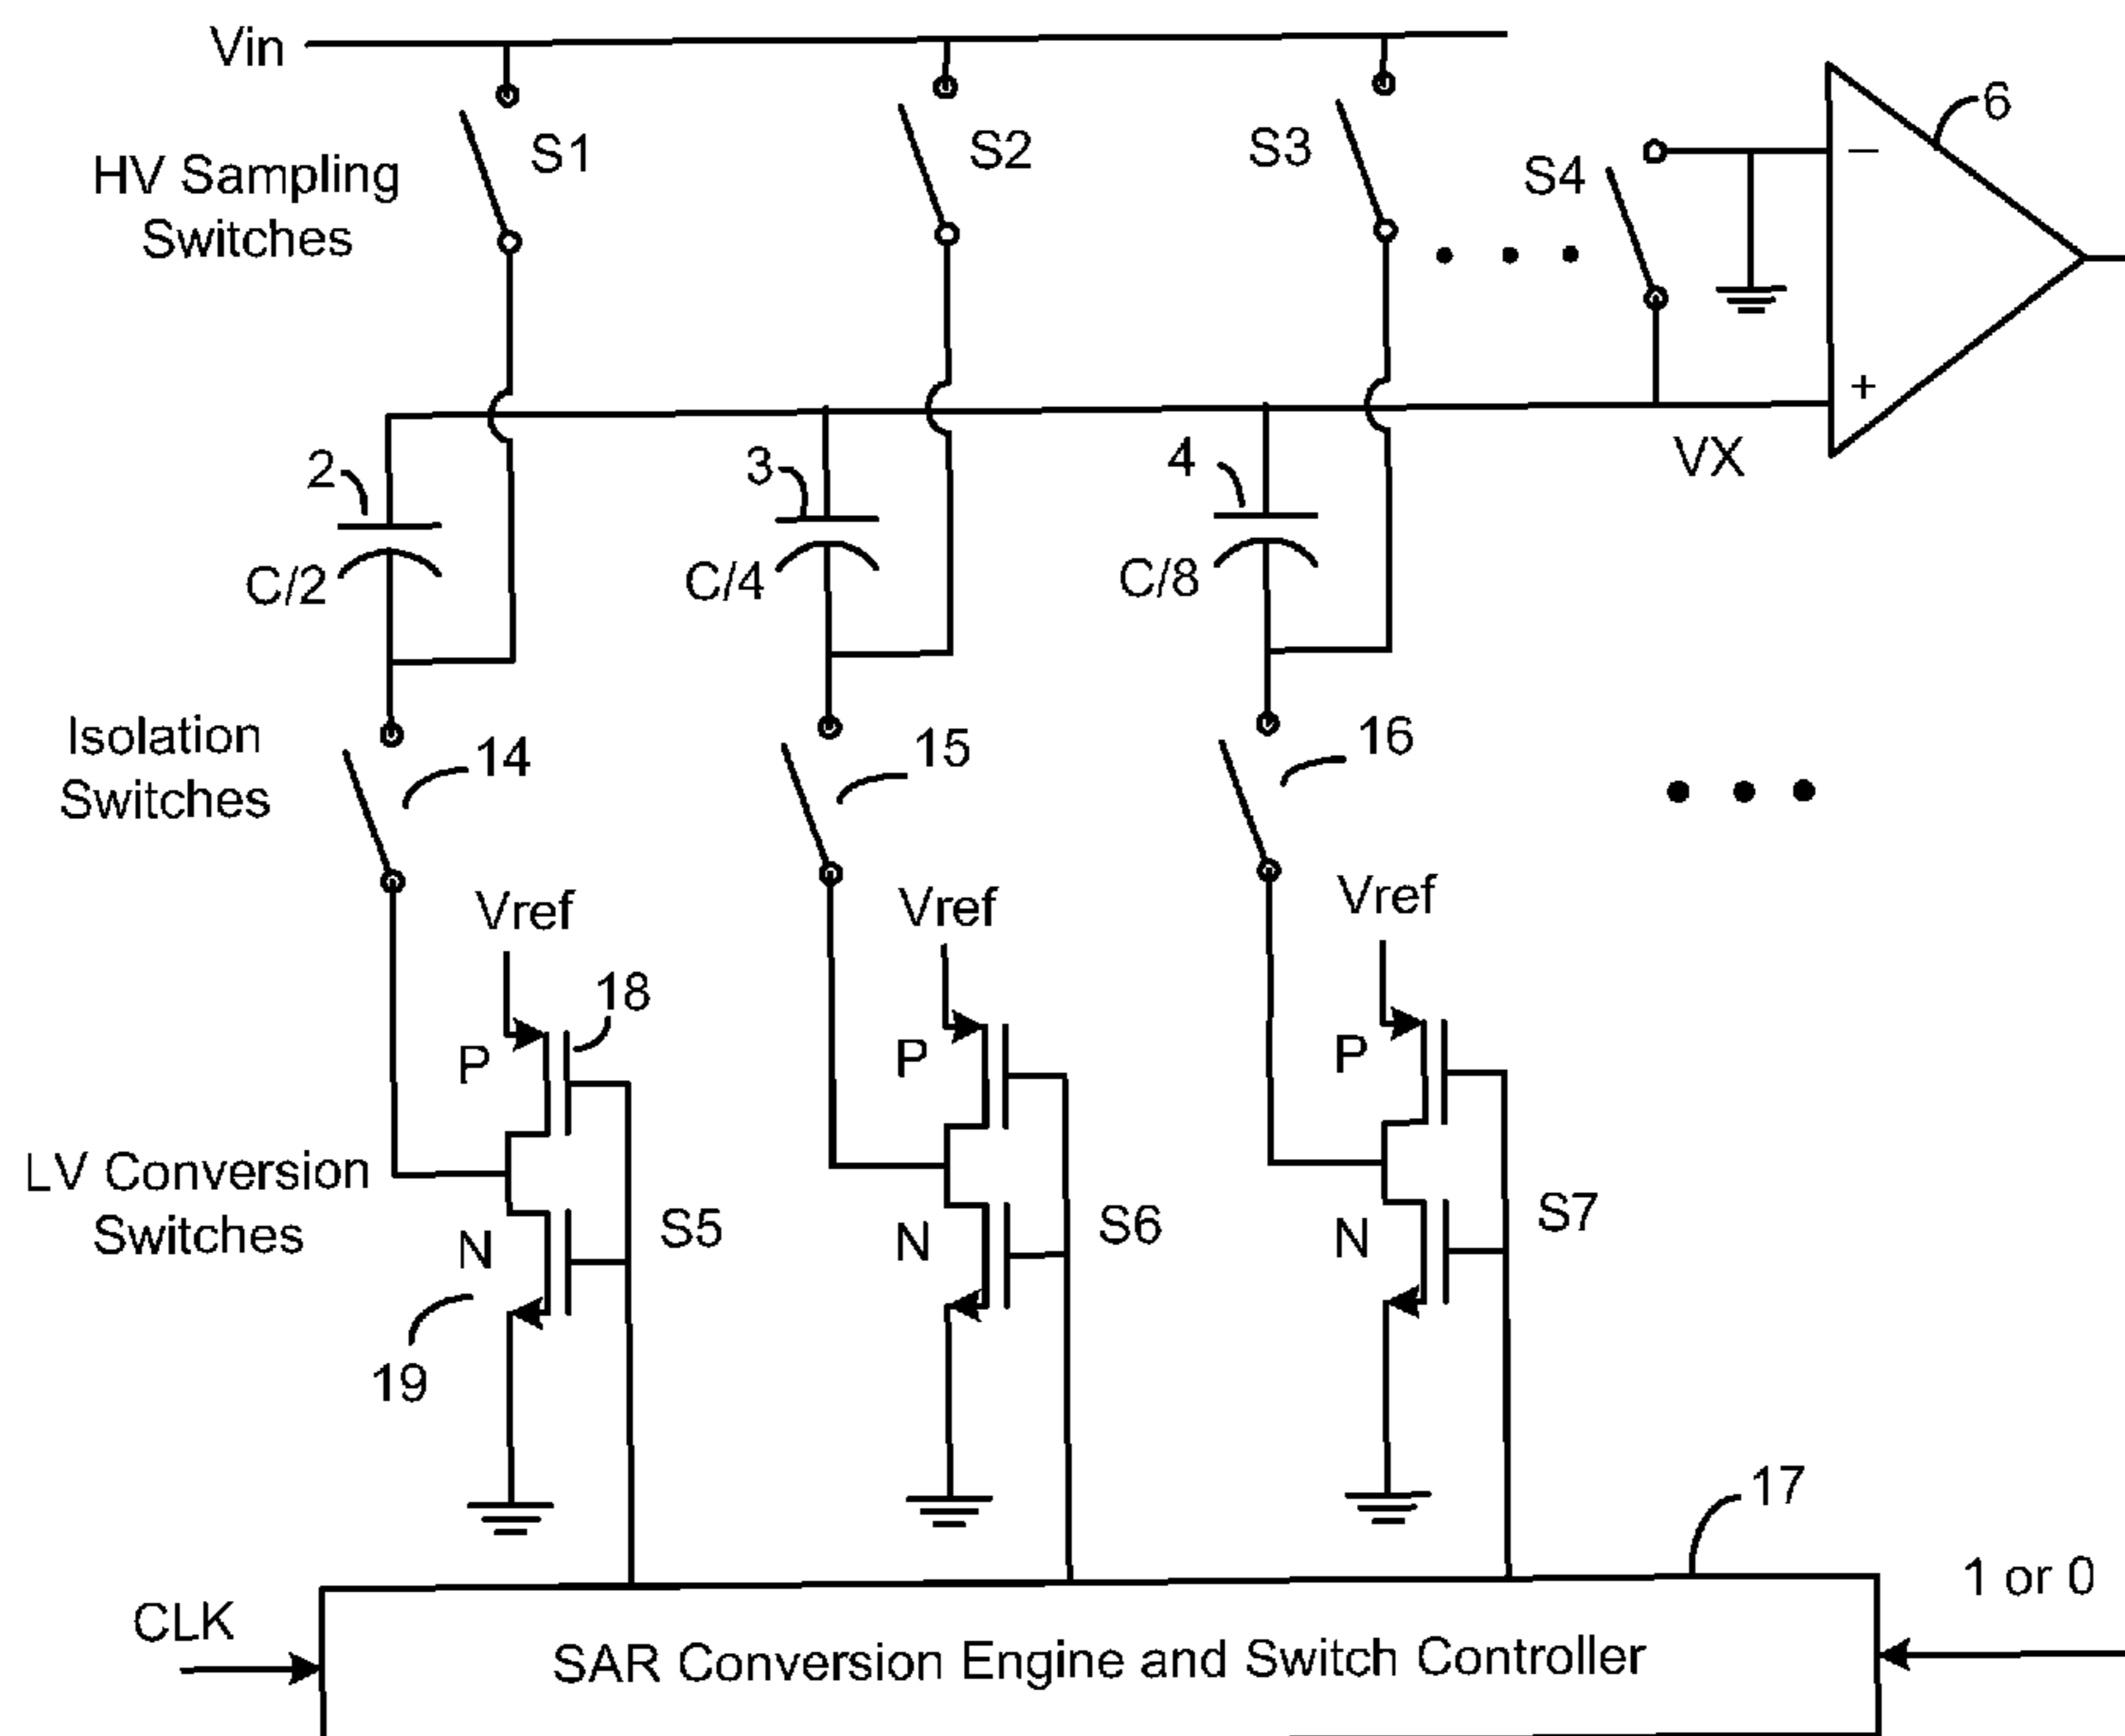 Vin
S1
S2
S3
S4
6
HV Sampling
Switches
−
+
VX
2
3
4
C/2
C/4
C/8
Isolation
Switches
14
15
16
Vref
Vref
Vref
18
P
P
P
LV Conversion
Switches
N
N
N
S5
S6
S7
19
17
1 or 0
CLK
SAR Conversion Engine and Switch Controller